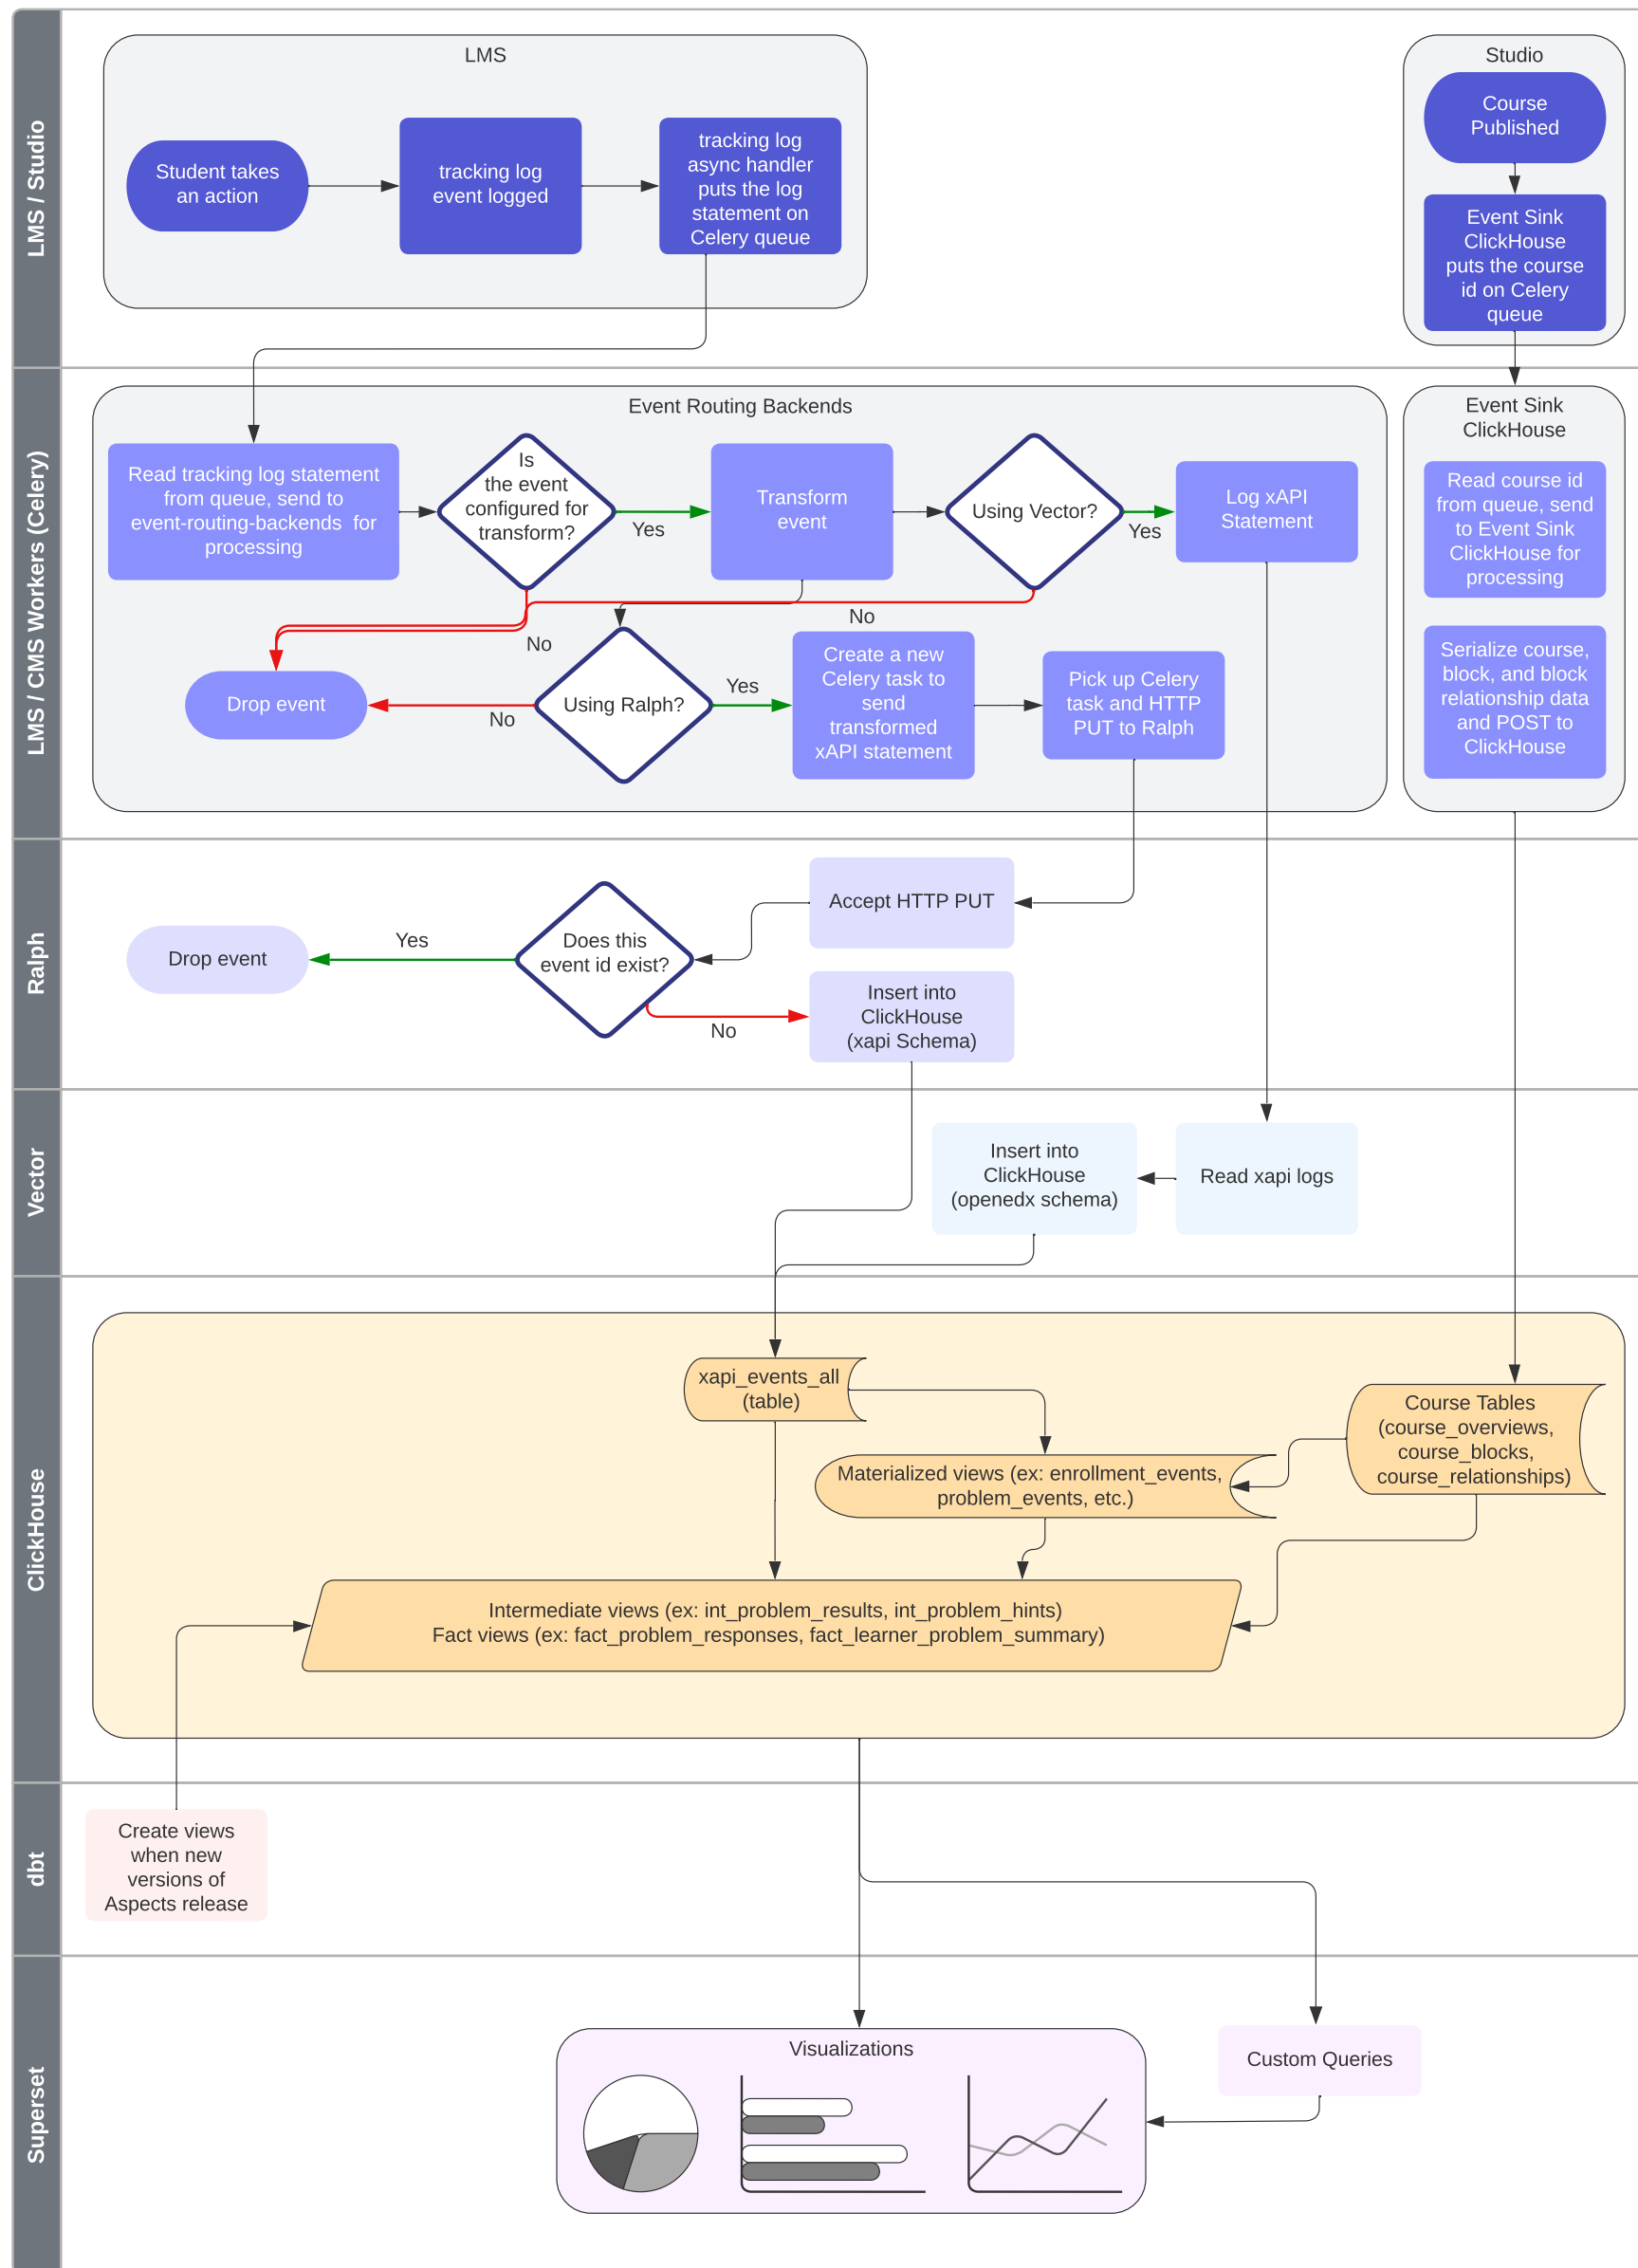 LMS / Studio
LMS
Student takes
an action
tracking log
event logged
tracking log
async handler
puts the log
statement on
Celery queue
Studio
Course
Published
Event Sink
ClickHouse
puts the course
id on Celery
queue
LMS / CMS Workers (Celery)
Event Routing Backends
Read tracking log statement
from queue, send to
event-routing-backends  for
processing
Is
the event
configured for
transform?
Yes
Transform
event
Using Vector?
Yes
Log xAPI
Statement
No
No
Drop event
No
Using Ralph?
Yes
Create a new
Celery task to
send
transformed
xAPI statement
Pick up Celery
task and HTTP
PUT to Ralph
Event Sink
ClickHouse
Read course id
from queue, send
to Event Sink
ClickHouse for
processing
Serialize course,
block, and block
relationship data
and POST to
ClickHouse
Ralph
Accept HTTP PUT
Does this
event id exist?
Yes
Drop event
No
Insert into
ClickHouse
(xapi Schema)
Vector
Insert into
ClickHouse
(openedx schema)
Read xapi logs
ClickHouse
xapi_events_all
(table)
Course Tables
(course_overviews,
course_blocks,
course_relationships)
Materialized views (ex: enrollment_events,
problem_events, etc.)
Intermediate views (ex: int_problem_results, int_problem_hints)
Fact views (ex: fact_problem_responses, fact_learner_problem_summary)
dbt
Create views
when new
versions of
Aspects release
Superset
Visualizations
Custom Queries